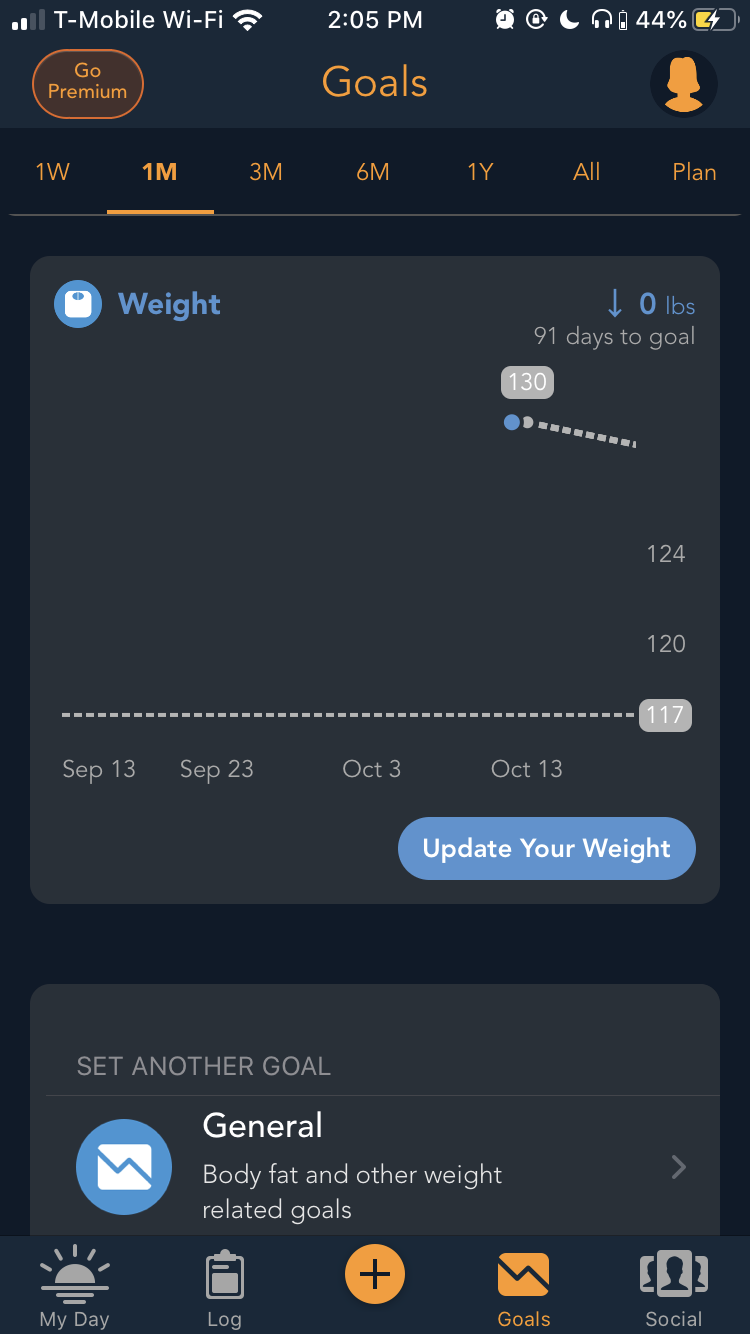 T-Mobile Wi-Fi 2:05 PM 44%
Go
Premium
Goals
1W 1M 3M 6M 1Y All Plan
Weight
↓ 0 lbs
91 days to goal
130
124
120
117
Sep 13 Sep 23 Oct 3 Oct 13
Update Your Weight
SET ANOTHER GOAL
General
Body fat and other weight
related goals
My Day Log Goals Social